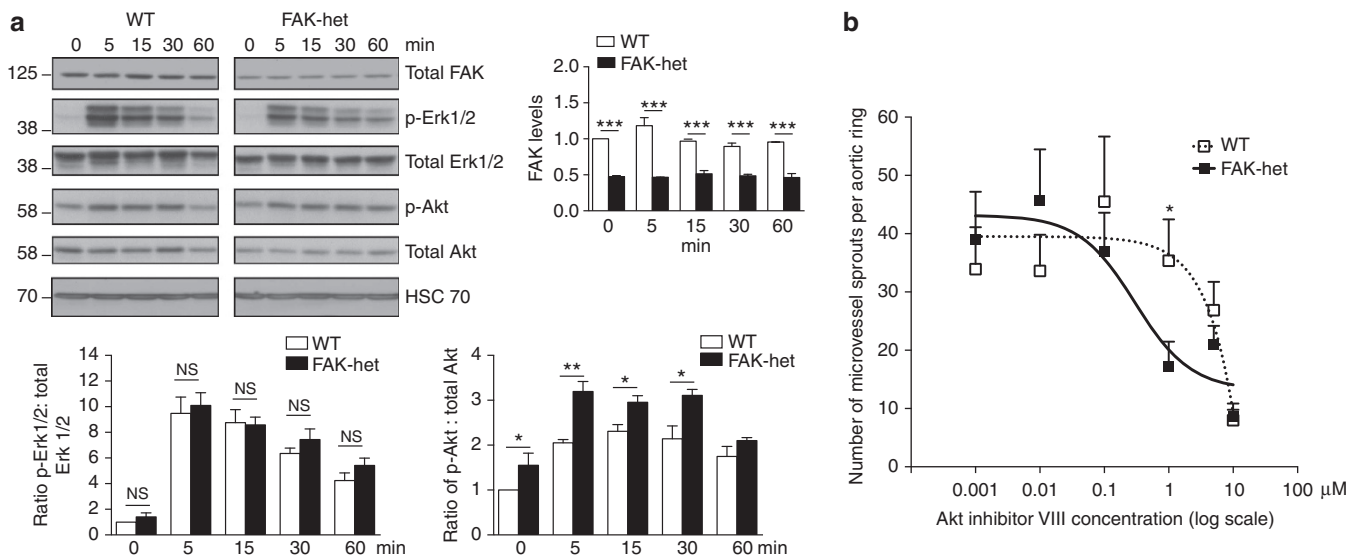 a
WT
FAK-het
0 5 15 30 60
0 5 15 30 60 min
125 Total FAK
38 p-Erk1/2
38 Total Erk1/2
58 p-Akt
58 Total Akt
70 HSC 70
WT
FAK-het
FAK levels
2.0
1.5
1.0
0.5
0.0
*** *** *** *** ***
0 5 15 30 60
min
Ratio p-Erk1/2: total
Erk 1/2
14
12
10
8
6
4
2
0
WT
FAK-het
NS NS NS NS NS
0 5 15 30 60 min
Ratio of p-Akt : total Akt
4
3
2
1
0
WT
FAK-het
* ** * *
0 5 15 30 60 min
b
Number of microvessel sprouts per aortic ring
60
50
40
30
20
10
0
WT
FAK-het
*
0.001 0.01 0.1 1 10 100 μM
Akt inhibitor VIII concentration (log scale)